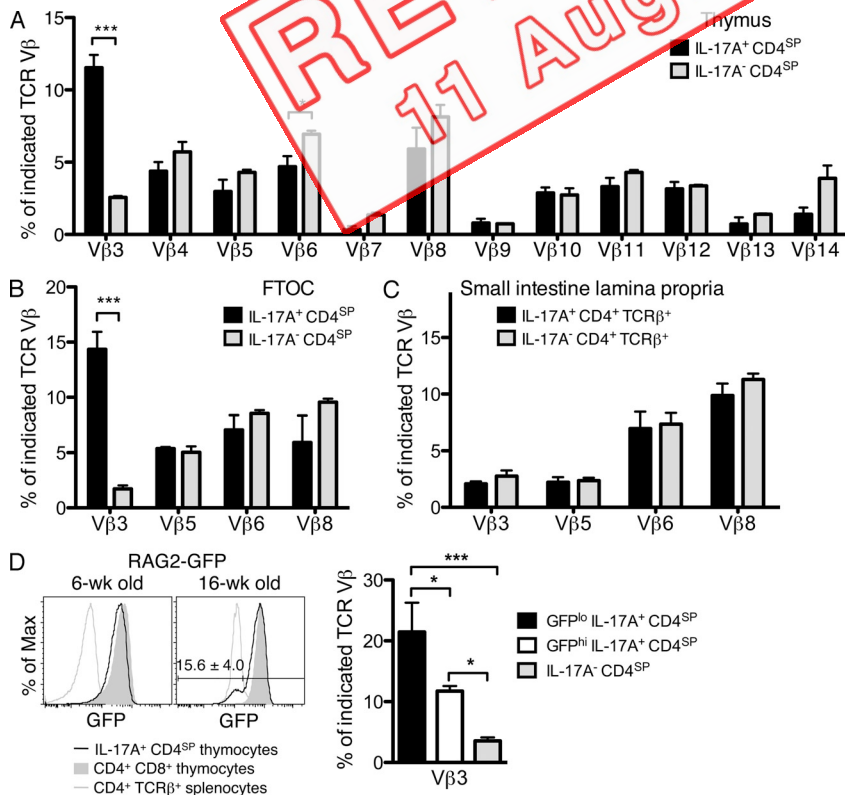 A
Thymus
IL-17A⁺ CD4ˢᴾ
IL-17A⁻ CD4ˢᴾ
% of indicated TCR Vβ
15
10
5
0
***
*
Vβ3 Vβ4 Vβ5 Vβ6 Vβ7 Vβ8 Vβ9 Vβ10 Vβ11 Vβ12 Vβ13 Vβ14
11 Aug
B
FTOC
IL-17A⁺ CD4ˢᴾ
IL-17A⁻ CD4ˢᴾ
% of indicated TCR Vβ
20
15
10
5
0
***
Vβ3 Vβ5 Vβ6 Vβ8
C
Small intestine lamina propria
IL-17A⁺ CD4⁺ TCRβ⁺
IL-17A⁻ CD4⁺ TCRβ⁺
% of indicated TCR Vβ
15
10
5
0
Vβ3 Vβ5 Vβ6 Vβ8
D
RAG2-GFP
6-wk old 16-wk old
% of Max
15.6 ± 4.0
GFP GFP
IL-17A⁺ CD4ˢᴾ thymocytes
CD4⁺ CD8⁺ thymocytes
CD4⁺ TCRβ⁺ splenocytes
% of indicated TCR Vβ
30
20
10
0
***
*
*
Vβ3
GFPˡᵒ IL-17A⁺ CD4ˢᴾ
GFPʰⁱ IL-17A⁺ CD4ˢᴾ
IL-17A⁻ CD4ˢᴾ